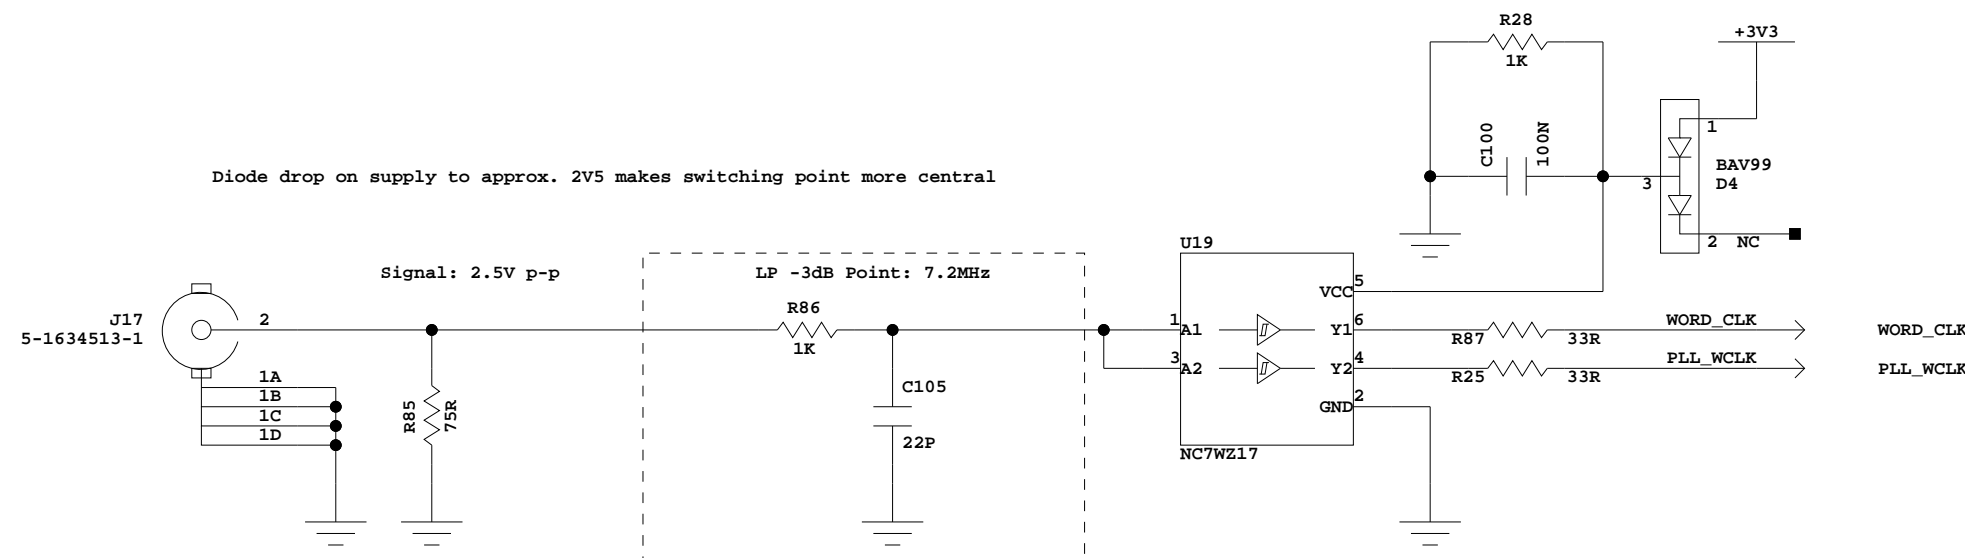 R28
1K
+3V3
C100
100N
1
BAV99
D4
3
2
NC
Diode drop on supply to approx. 2V5 makes switching point more central
U19
Signal: 2.5V p-p
LP -3dB Point: 7.2MHz
VCC
5
J17
5-1634513-1
2
R86
1K
1
A1
Y1
6
R87
33R
WORD_CLK
WORD_CLK
3
A2
Y2
4
R25
33R
PLL_WCLK
PLL_WCLK
1A
1B
1C
1D
R85
75R
C105
22P
GND
2
NC7WZ17